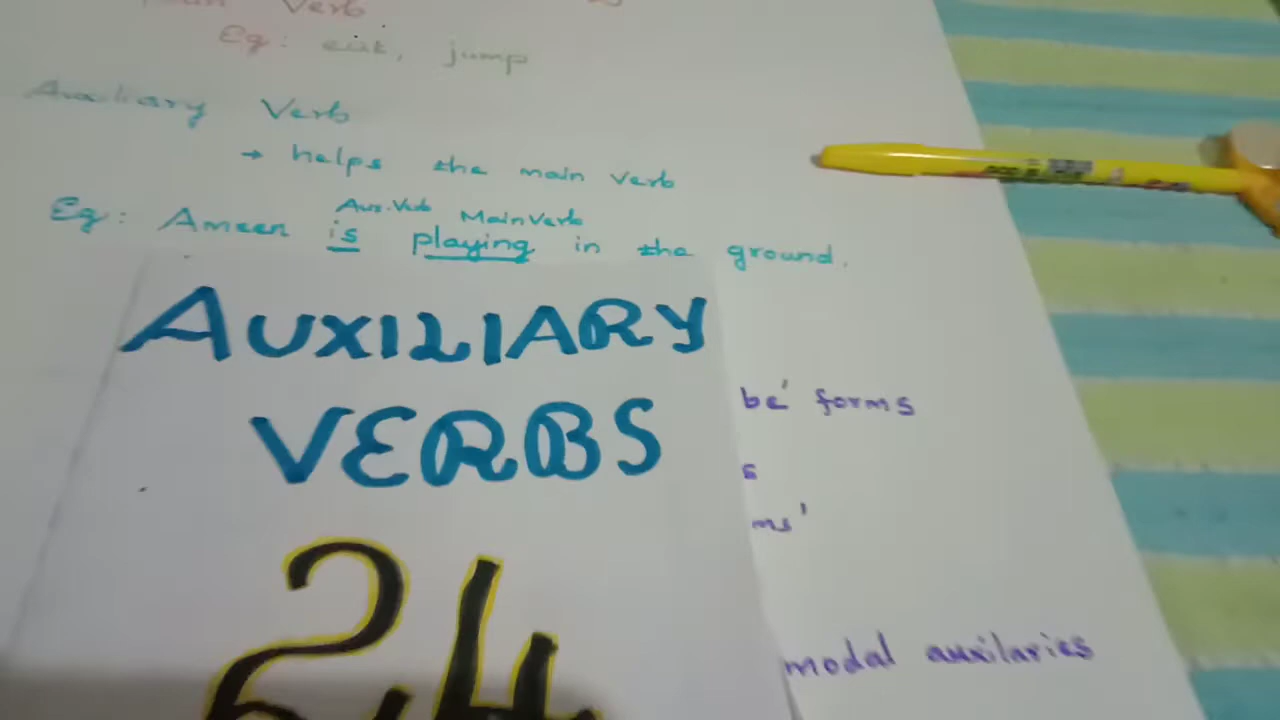 Verb
Eg: eat, jump
Auxiliary Verb
→ helps the main verb
Aux.Verb Main Verb
Eg: Ameen is playing in the ground.
AUXILIARY
VERBS
24
be' forms
s
ms'
modal auxilaries